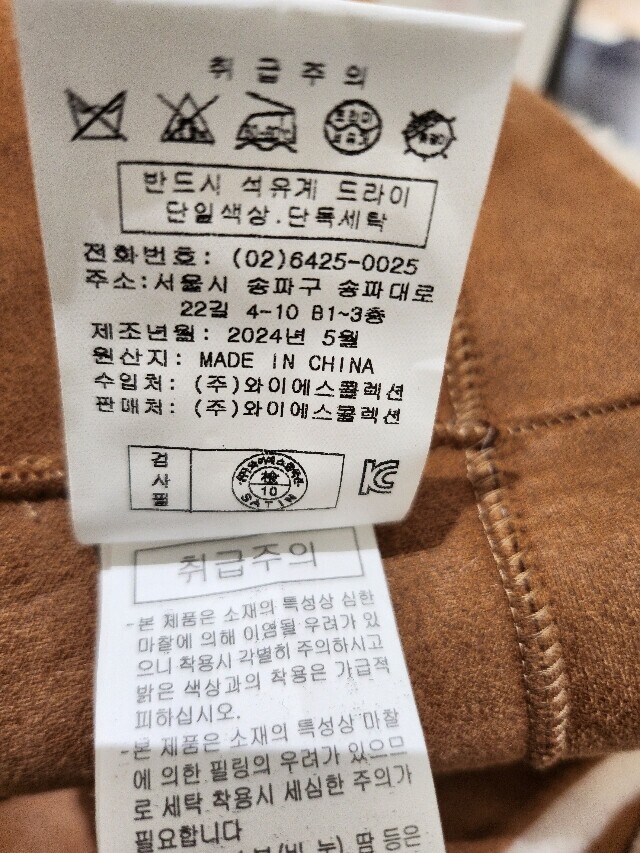 취급주의
반드시 석유계 드라이
단일색상.단독세탁
전화번호: (02)6425-0025
주소:서울시 송파구 송파대로
22길 4-10 B1~3층
제조년월: 2024년 5월
원산지: MADE IN CHINA
수입처: (주)와이에스콜렉션
판매처: (주)와이에스콜렉션
검사필
檢
10
SATIN
취급주의
-본 제품은 소재의 특성상 심한
마찰에 의해 이염될 우려가 있
으니 착용시 각별히 주의하시고
밝은 색상과의 착용은 가급적
피하십시오.
-본 제품은 소재의 특성상 마찰
에 의한 필링의 우려가 있으므
로 세탁 착용시 세심한 주의가
필요합니다
(비, 눈) 땀 등은